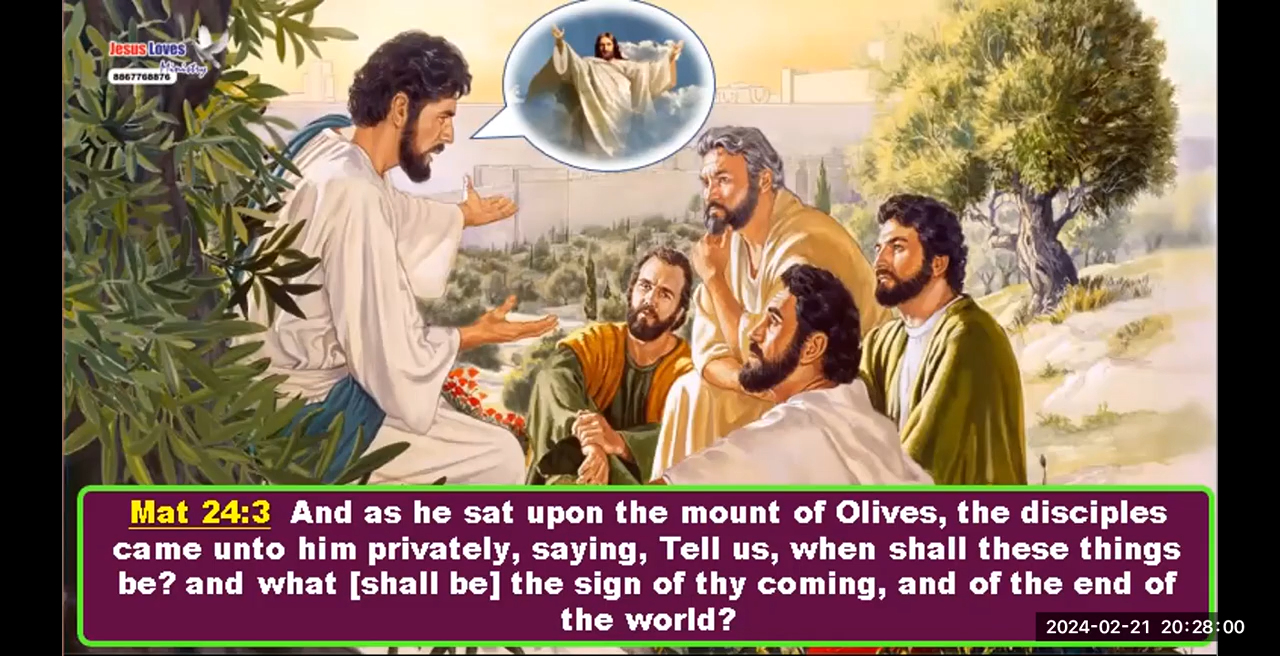 Jesus Loves
Ministry
8867768876
Mat 24:3 And as he sat upon the mount of Olives, the disciples
came unto him privately, saying, Tell us, when shall these things
be? and what [shall be] the sign of thy coming, and of the end of
the world?
2024-02-21 20:28:00